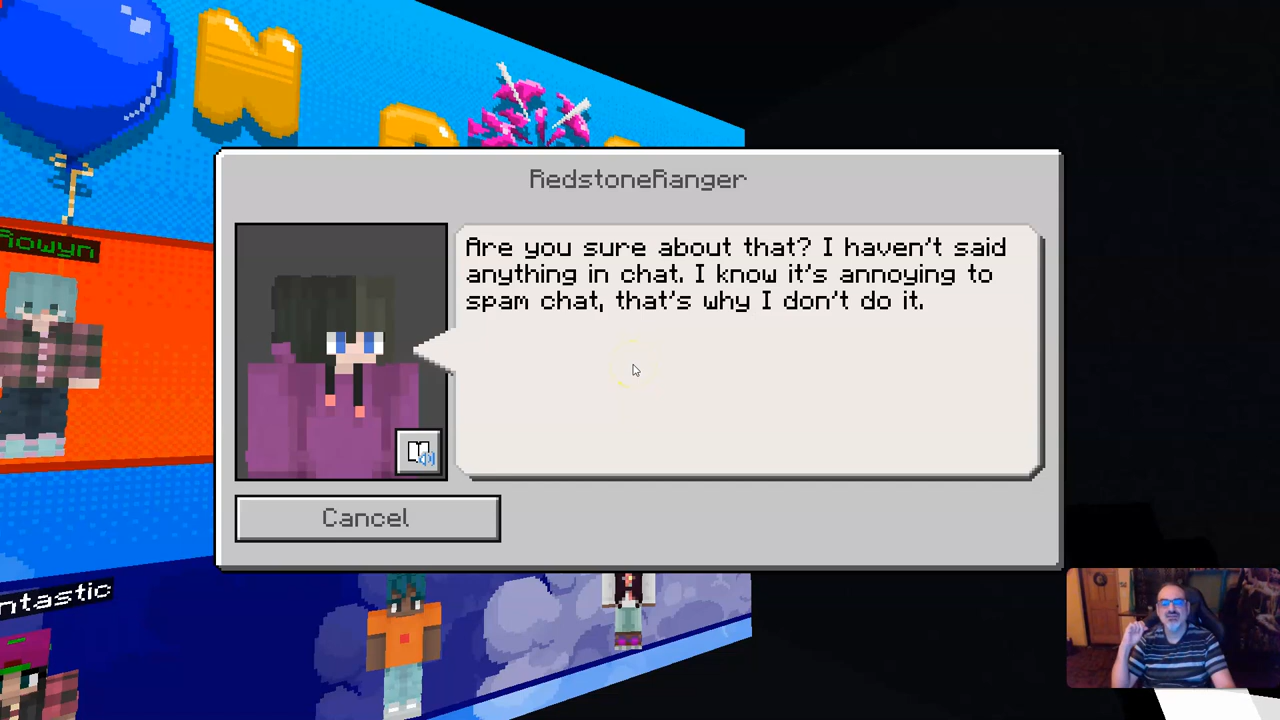 N
RedstoneRanger
Rowyn
Are you sure about that? I haven't said
anything in chat. I know it's annoying to
spam chat, that's why I don't do it.
Cancel
ntastic